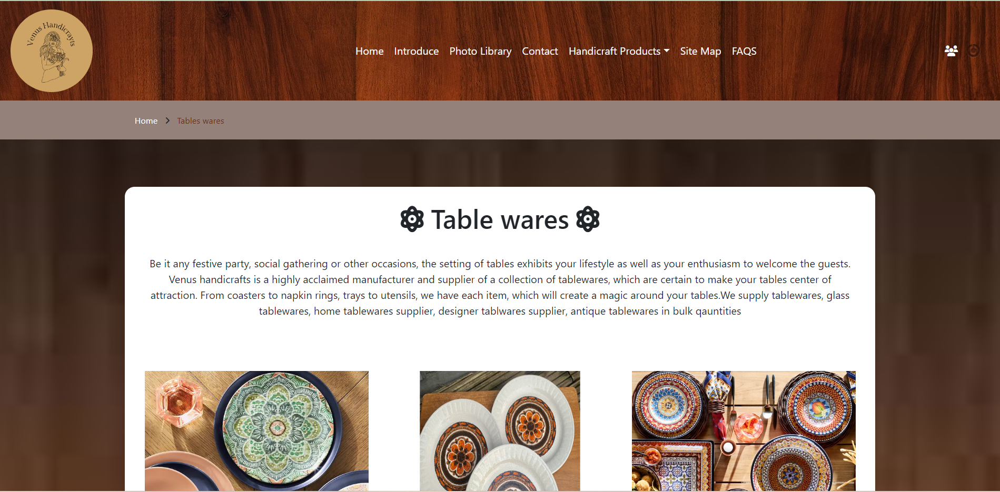 Venus Handicrayts
Home Introduce Photo Library Contact Handicraft Products Site Map FAQS
Home Tables wares
Table wares
Be it any festive party, social gathering or other occasions, the setting of tables exhibits your lifestyle as well as your enthusiasm to welcome the guests.
Venus handicrafts is a highly acclaimed manufacturer and supplier of a collection of tablewares, which are certain to make your tables center of
attraction. From coasters to napkin rings, trays to utensils, we have each item, which will create a magic around your tables.We supply tablewares, glass
tablewares, home tablewares supplier, designer tablwares supplier, antique tablewares in bulk qauntities